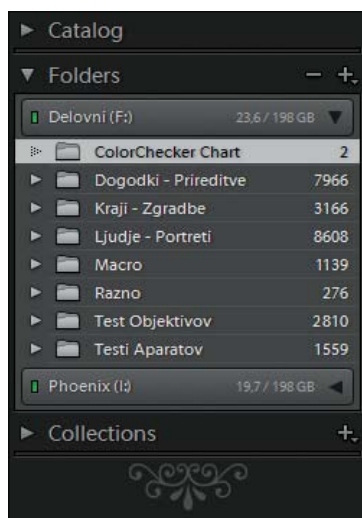 Catalog
Folders
Delovni (F:) 23,6 / 198 GB
ColorChecker Chart 2
Dogodki - Prireditve 7966
Kraji - Zgradbe 3166
Ljudje - Portreti 8608
Macro 1139
Razno 276
Test Objektivov 2810
Testi Aparatov 1559
Phoenix (I:) 19,7 / 198 GB
Collections